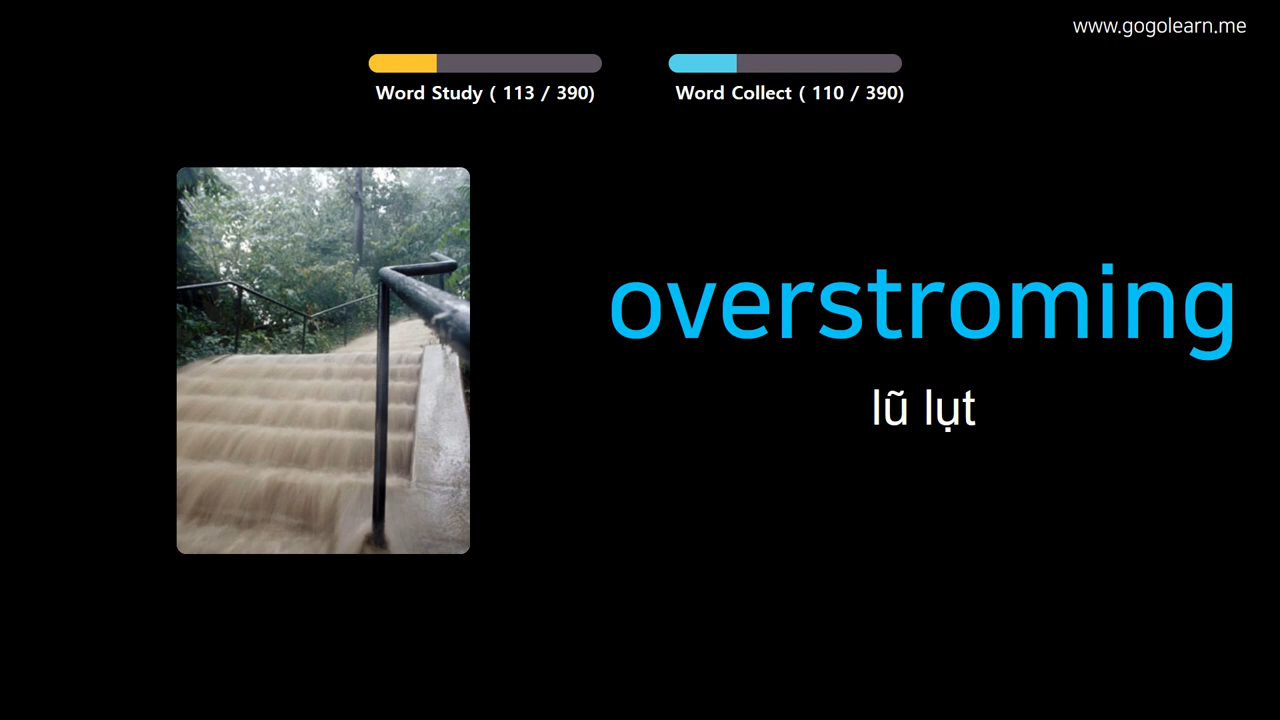 www.gogolearn.me
Word Study ( 113 / 390)
Word Collect ( 110 / 390)
overstroming
lũ lụt